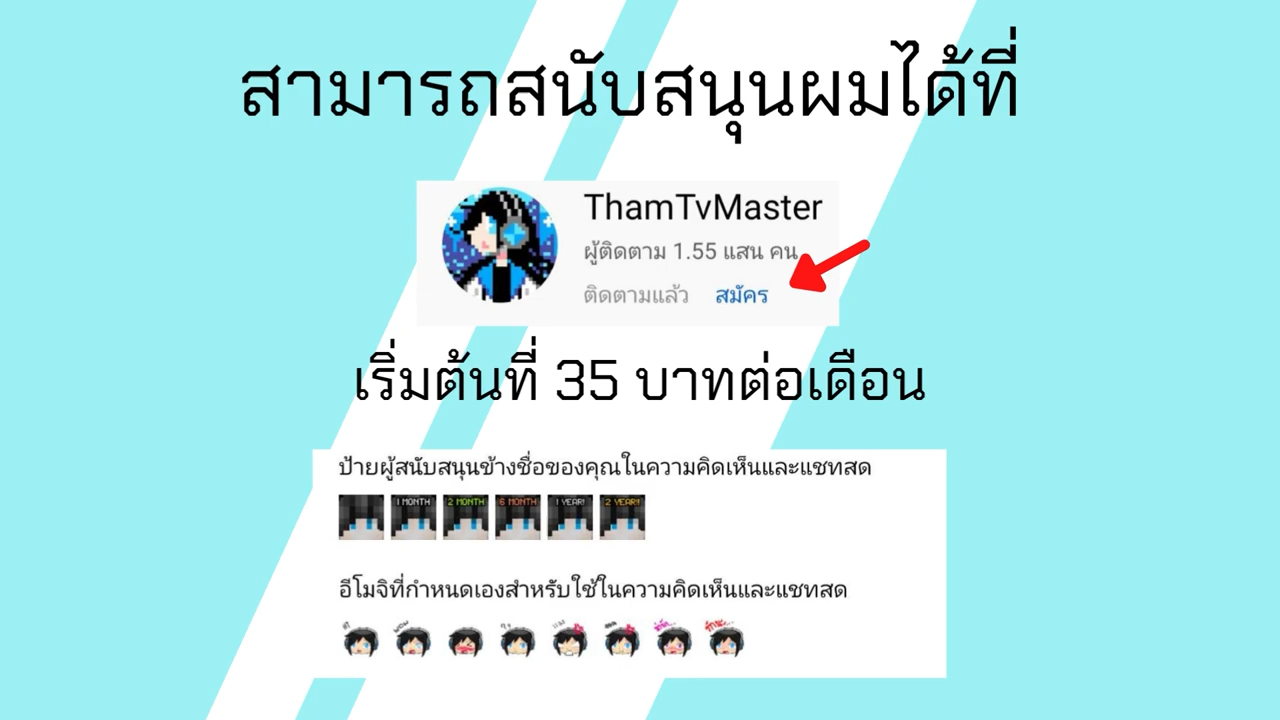 สามารถสนับสนุนผมได้ที่
ThamTvMaster
ผู้ติดตาม 1.55 แสน คน
ติดตามแล้ว สมัคร
เริ่มต้นที่ 35 บาทต่อเดือน
ป้ายผู้สนับสนุนข้างชื่อของคุณในความคิดเห็นและแชทสด
1 MONTH 2 MONTH 6 MONTH 1 YEAR! 2 YEAR!!
อีโมจิที่กำหนดเองสำหรับใช้ในความคิดเห็นและแชทสด